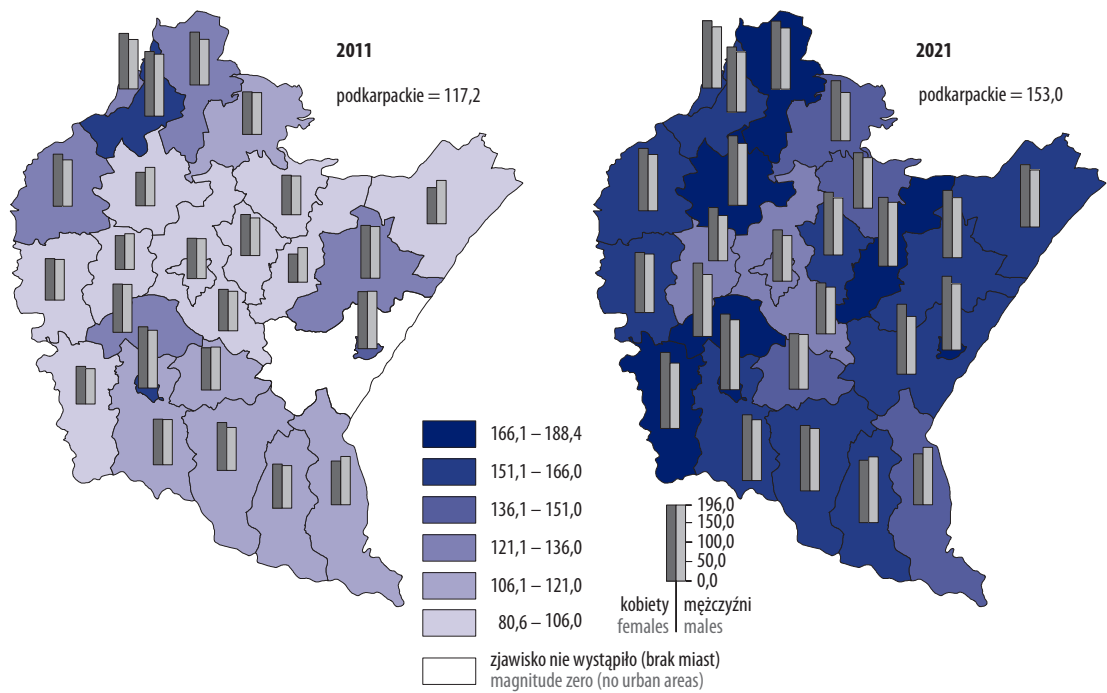 2011
podkarpackie = 117,2
2021
podkarpackie = 153,0
166,1 – 188,4
151,1 – 166,0
136,1 – 151,0
121,1 – 136,0
106,1 – 121,0
80,6 – 106,0
zjawisko nie wystąpiło (brak miast)
magnitude zero (no urban areas)
196,0
150,0
100,0
50,0
0,0
kobiety mężczyźni
females males